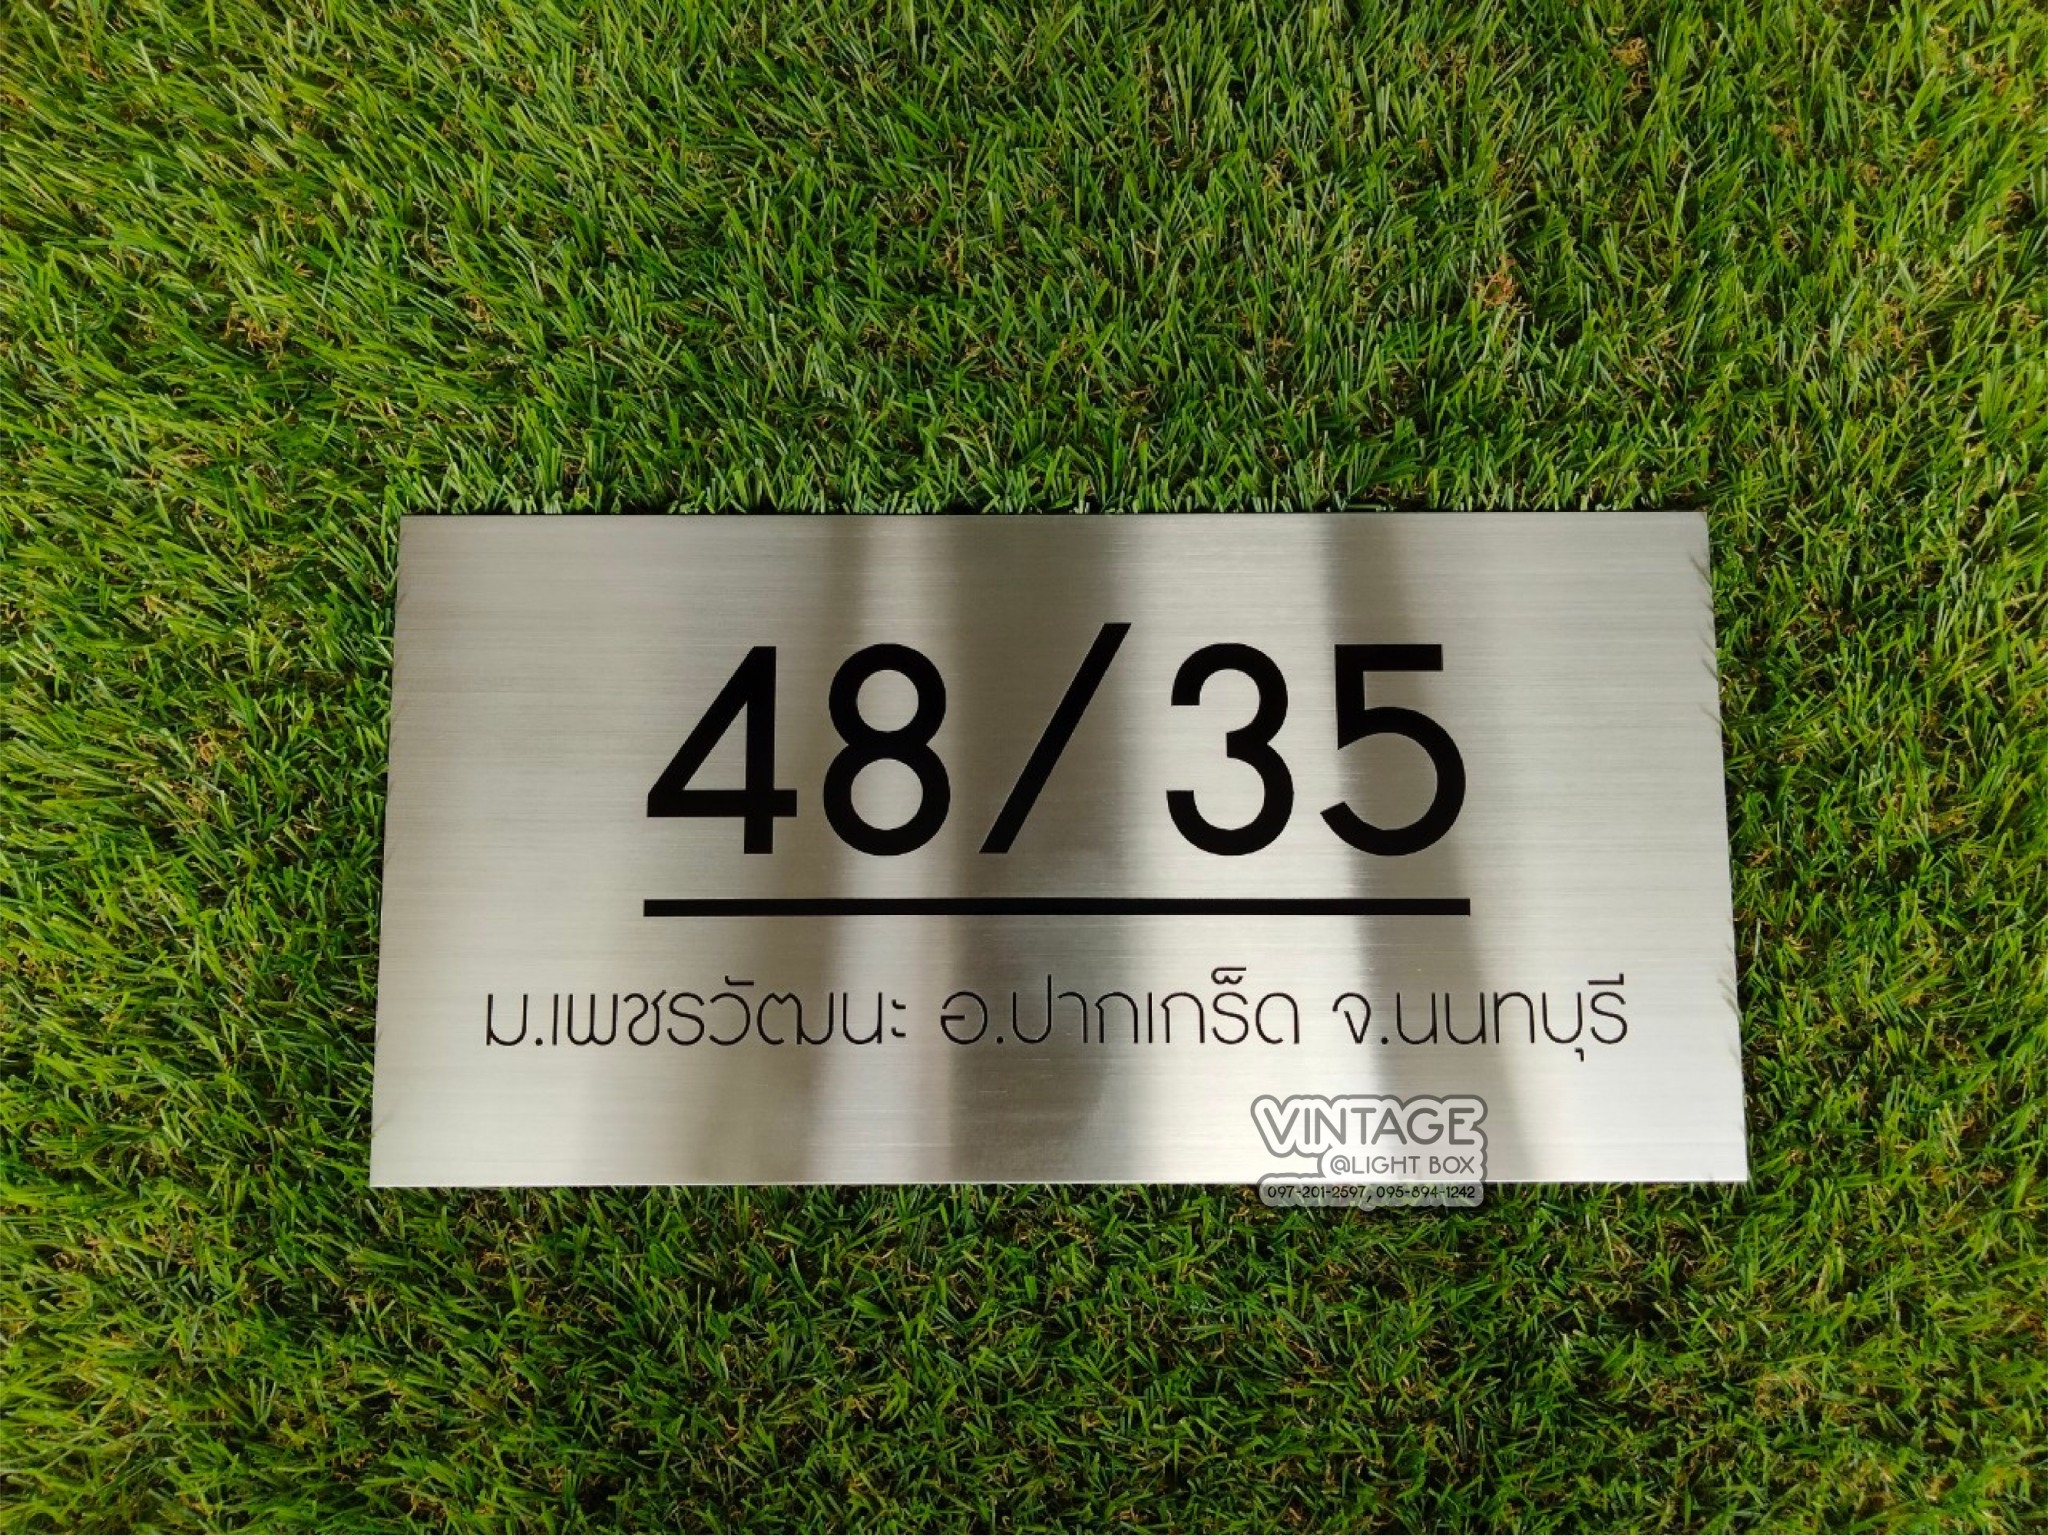 48/35
ม.เพชรวัฒนะ อ.ปากเกร็ด จ.นนทบุรี
VINTAGE
@LIGHT BOX
097-201-2597, 095-894-1242